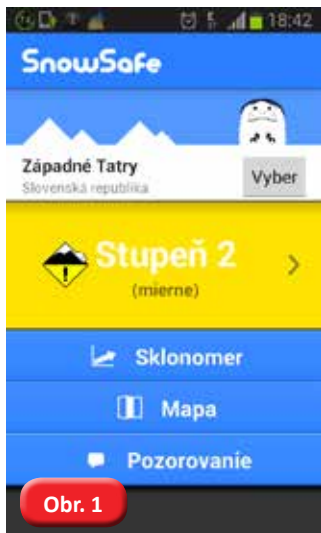 18:42
SnowSafe
Západné Tatry
Slovenská republika
Vyber
Stupeň 2
(mierne)
Sklonomer
Mapa
Pozorovanie
Obr. 1